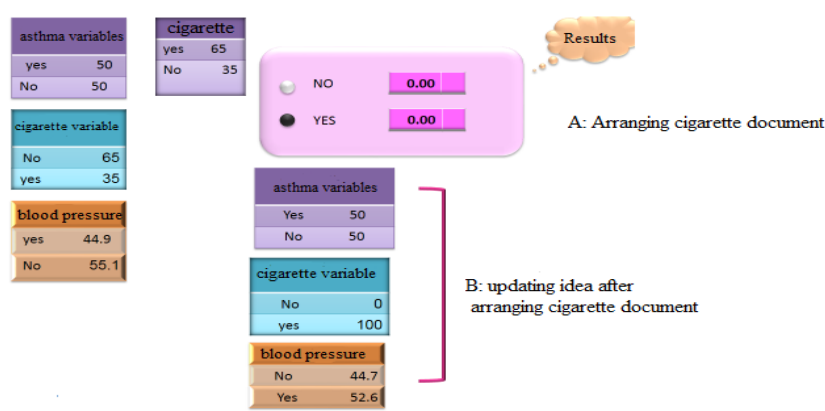 asthma variables
yes 50
No 50
cigarette
yes 65
No 35
NO 0.00
YES 0.00
Results
A: Arranging cigarette document
cigarette variable
No 65
yes 35
blood pressure
yes 44.9
No 55.1
asthma variables
Yes 50
No 50
cigarette variable
No 0
yes 100
blood pressure
No 44.7
Yes 52.6
B: updating idea after
arranging cigarette document